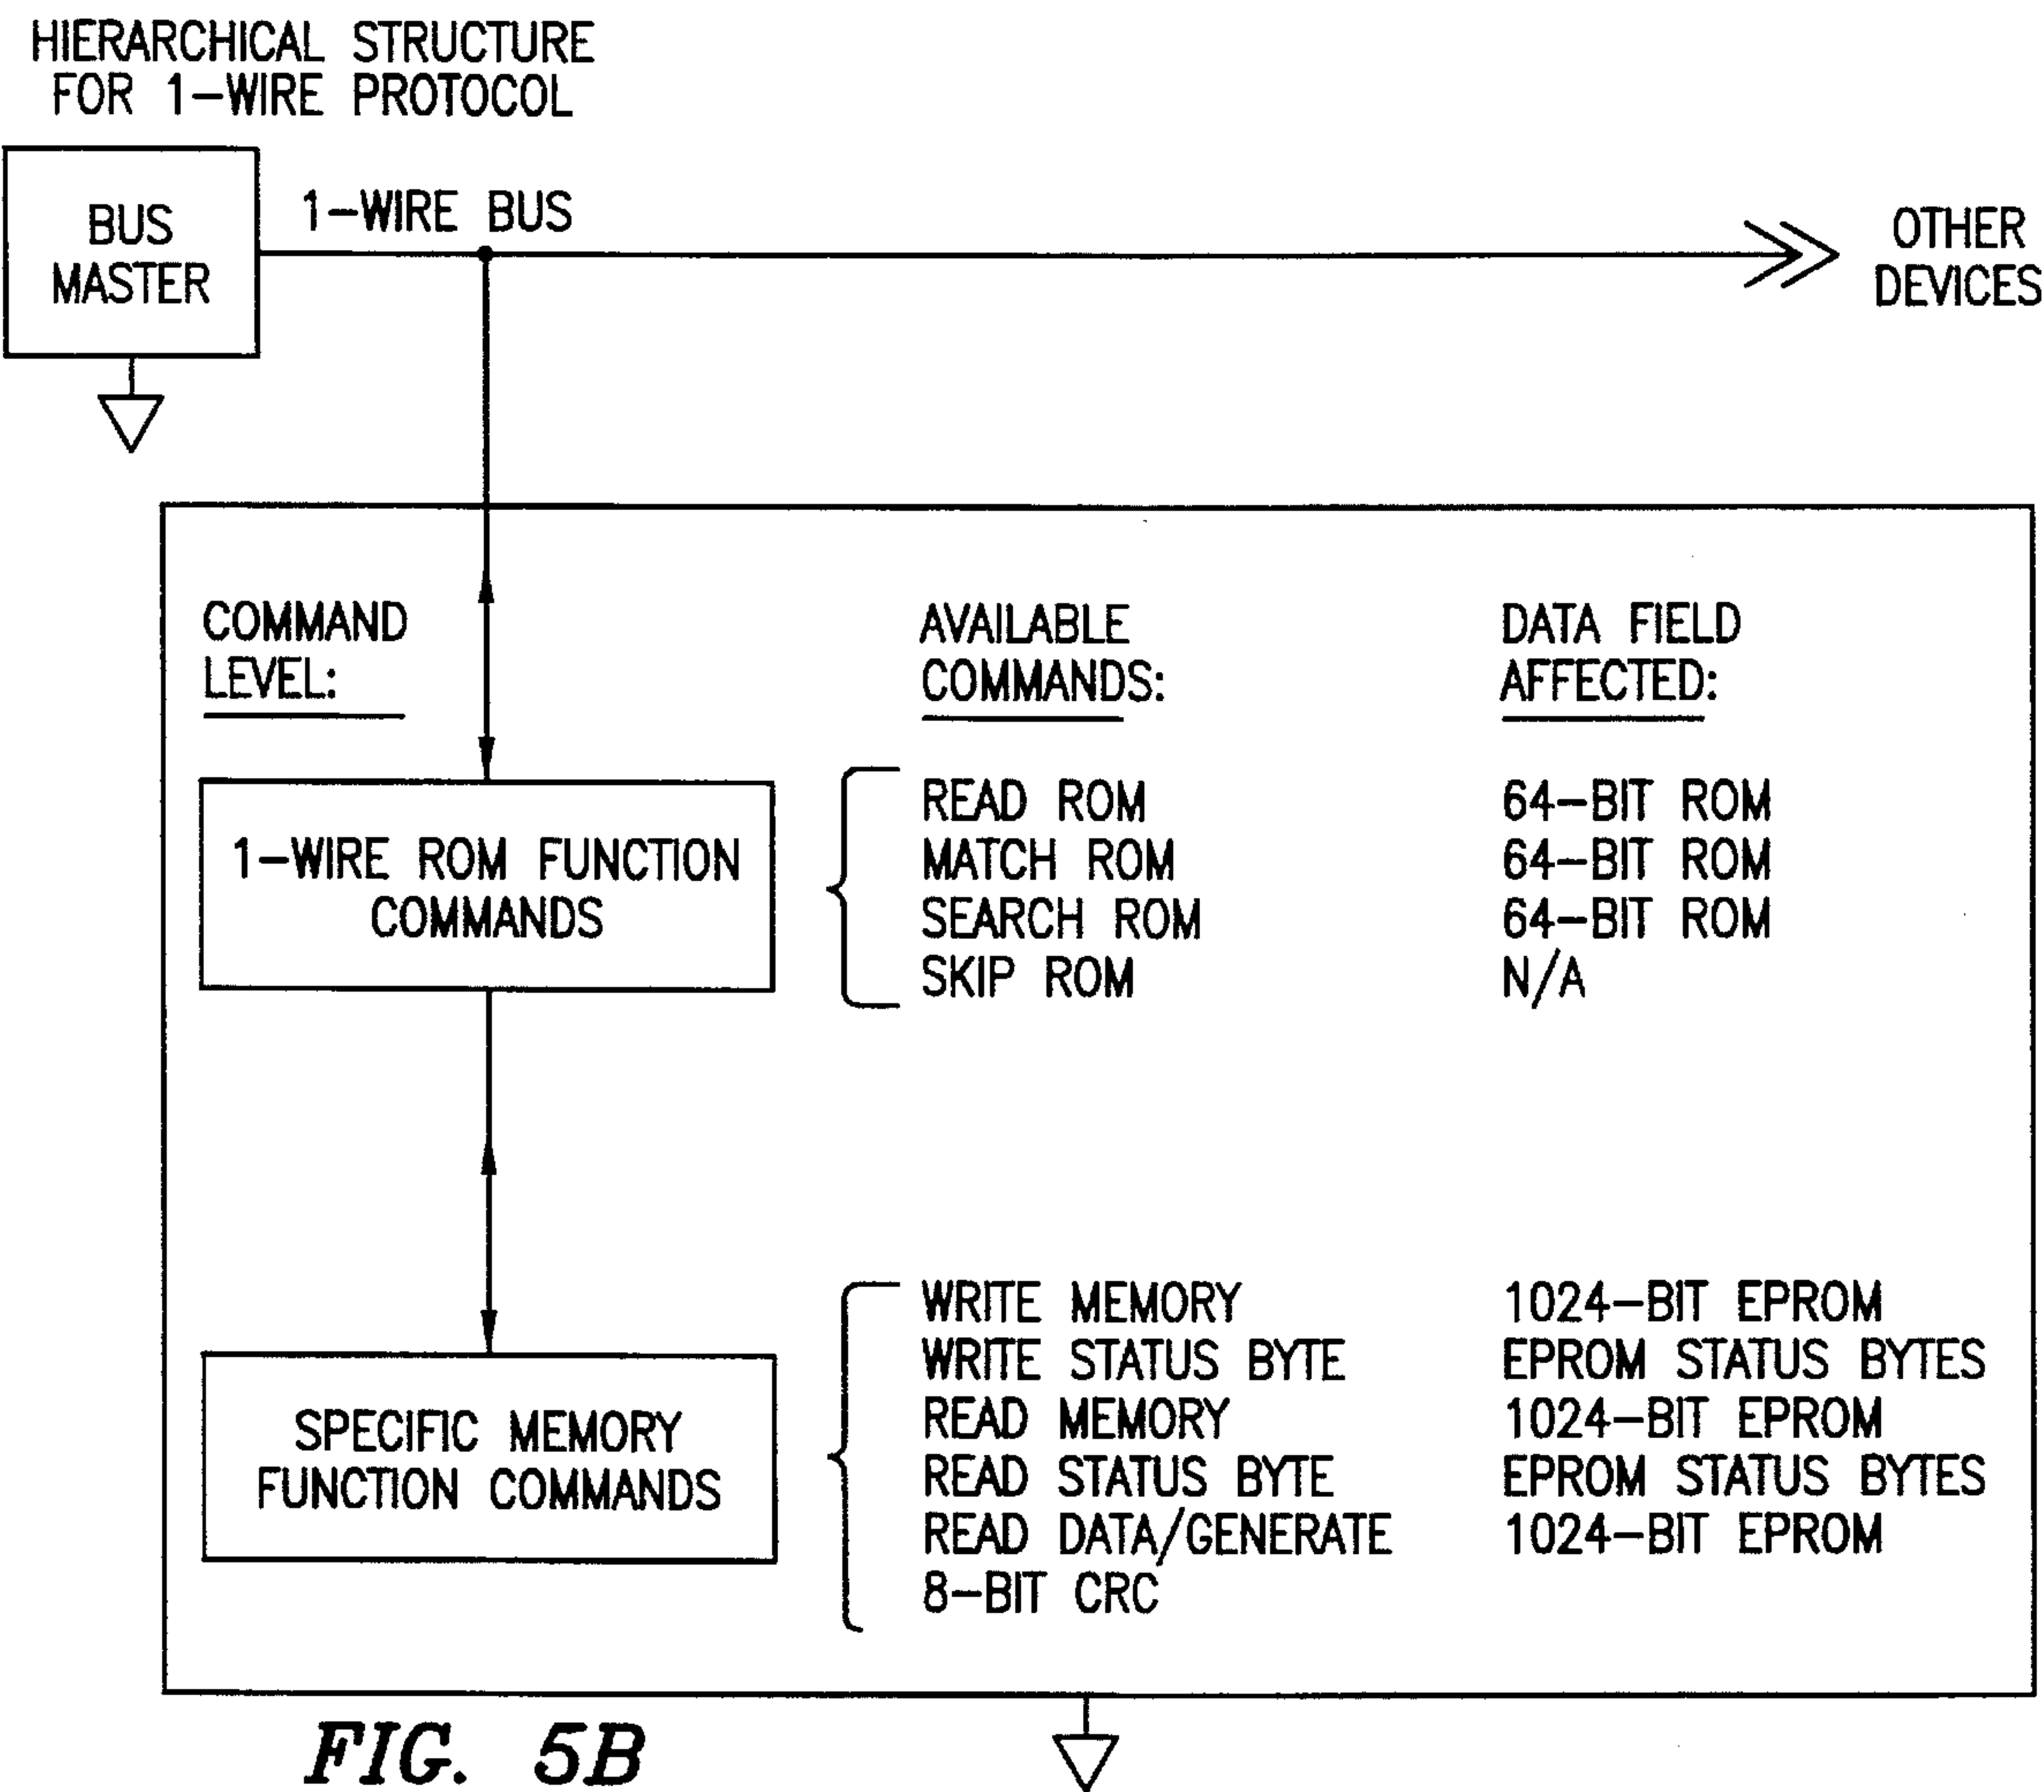 HIERARCHICAL STRUCTURE
FOR 1-WIRE PROTOCOL
BUS
MASTER
1-WIRE BUS
OTHER
DEVICES
COMMAND
LEVEL:
AVAILABLE
COMMANDS:
DATA FIELD
AFFECTED:
1-WIRE ROM FUNCTION
COMMANDS
READ ROM 64-BIT ROM
MATCH ROM 64-BIT ROM
SEARCH ROM 64-BIT ROM
SKIP ROM N/A
SPECIFIC MEMORY
FUNCTION COMMANDS
WRITE MEMORY 1024-BIT EPROM
WRITE STATUS BYTE EPROM STATUS BYTES
READ MEMORY 1024-BIT EPROM
READ STATUS BYTE EPROM STATUS BYTES
READ DATA/GENERATE 1024-BIT EPROM
8-BIT CRC
FIG. 5B